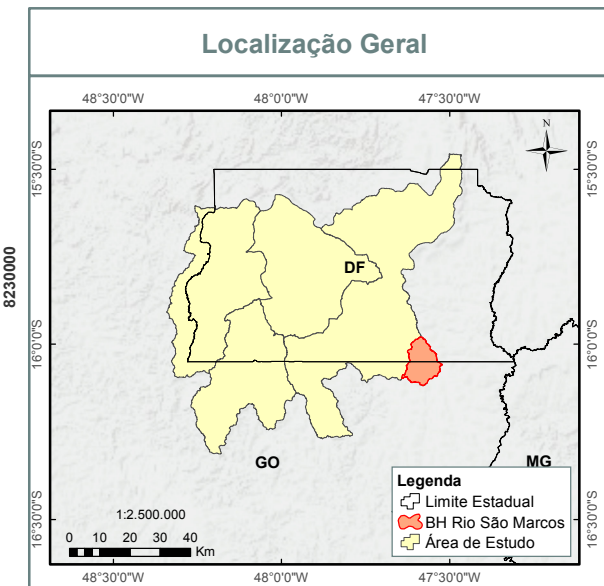 Localização Geral
48°30'0"W 48°0'0"W 47°30'0"W
N
15°30'0"S 15°30'0"S
8230000
DF
16°0'0"S 16°0'0"S
GO
MG
Legenda
Limite Estadual
BH Rio São Marcos
Área de Estudo
1:2.500.000
0 10 20 30 40
Km
16°30'0"S 16°30'0"S
48°30'0"W 48°0'0"W 47°30'0"W